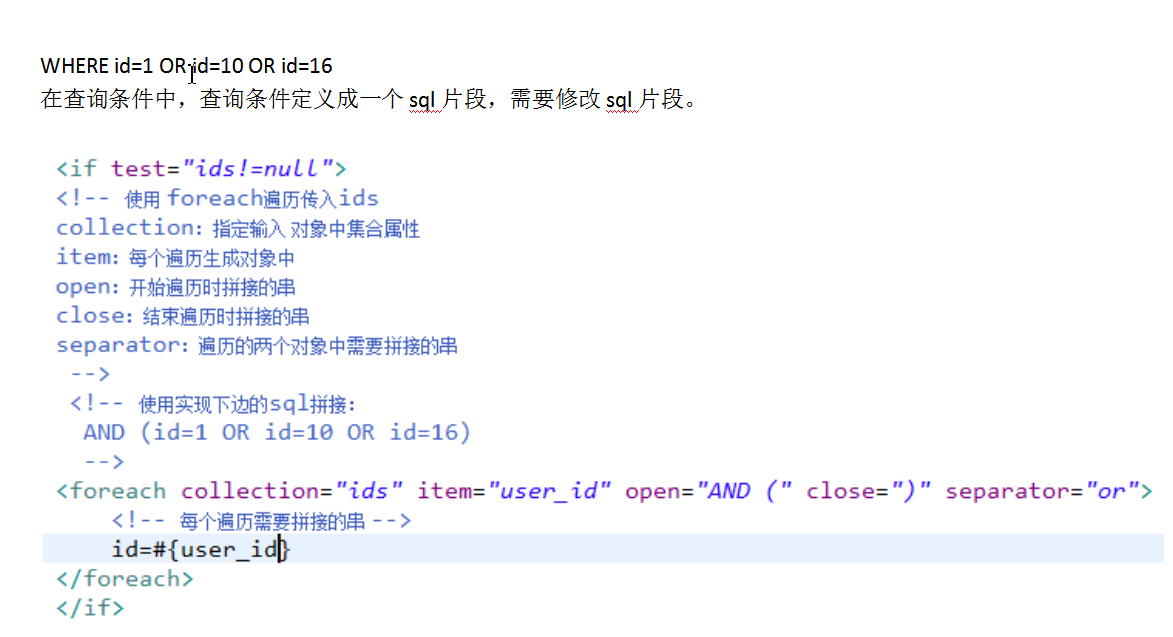 WHERE id=1 OR id=10 OR id=16
在查询条件中，查询条件定义成一个 sql 片段，需要修改 sql 片段。
<if test="ids!=null">
<!-- 使用 foreach遍历传入ids
collection：指定输入 对象中集合属性
item：每个遍历生成对象中
open：开始遍历时拼接的串
close：结束遍历时拼接的串
separator：遍历的两个对象中需要拼接的串
-->
<!-- 使用实现下边的sql拼接：
AND (id=1 OR id=10 OR id=16)
-->
<foreach collection="ids" item="user_id" open="AND (" close=")" separator="or">
<!-- 每个遍历需要拼接的串 -->
id=#{user_id}
</foreach>
</if>